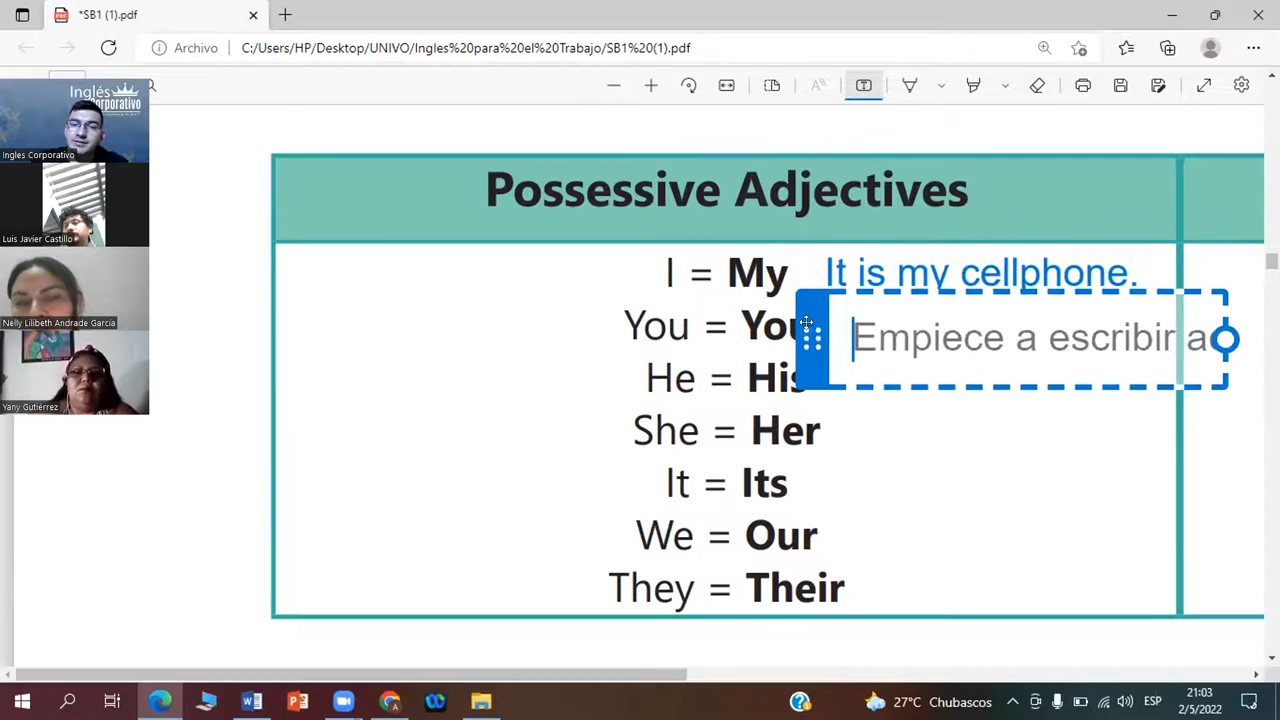 *SB1 (1).pdf
Archivo
C:/Users/HP/Desktop/UNIVO/Ingles%20para%20el%20Trabajo/SB1%20(1).pdf
Inglés
Corporativo
Ingles Corporativo
Luis Javier Castillo
Nelly Lilibeth Andrade García
Yany Gutiérrez
Possessive Adjectives
I = My It is my cellphone.
You = You
Empiece a escribir a
He = His
She = Her
It = Its
We = Our
They = Their
27°C Chubascos
ESP
21:03
2/5/2022